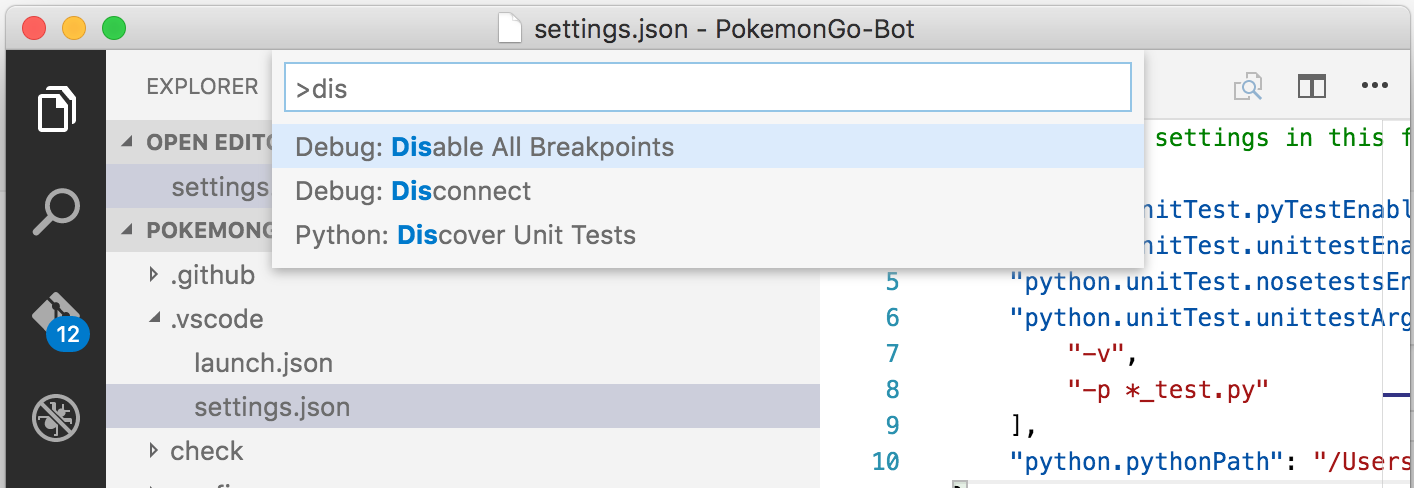 settings.json - PokemonGo-Bot
EXPLORER
>dis
Debug: Disable All Breakpoints
Debug: Disconnect
Python: Discover Unit Tests
OPEN EDITO
settings.
POKEMONG
.github
.vscode
launch.json
settings.json
check
12
settings in this f
nitTest.pyTestEnabl
nitTest.unittestEna
5 "python.unitTest.nosetestsEn
6 "python.unitTest.unittestArg
7 "-v",
8 "-p *_test.py"
9 ],
10 "python.pythonPath": "/Users